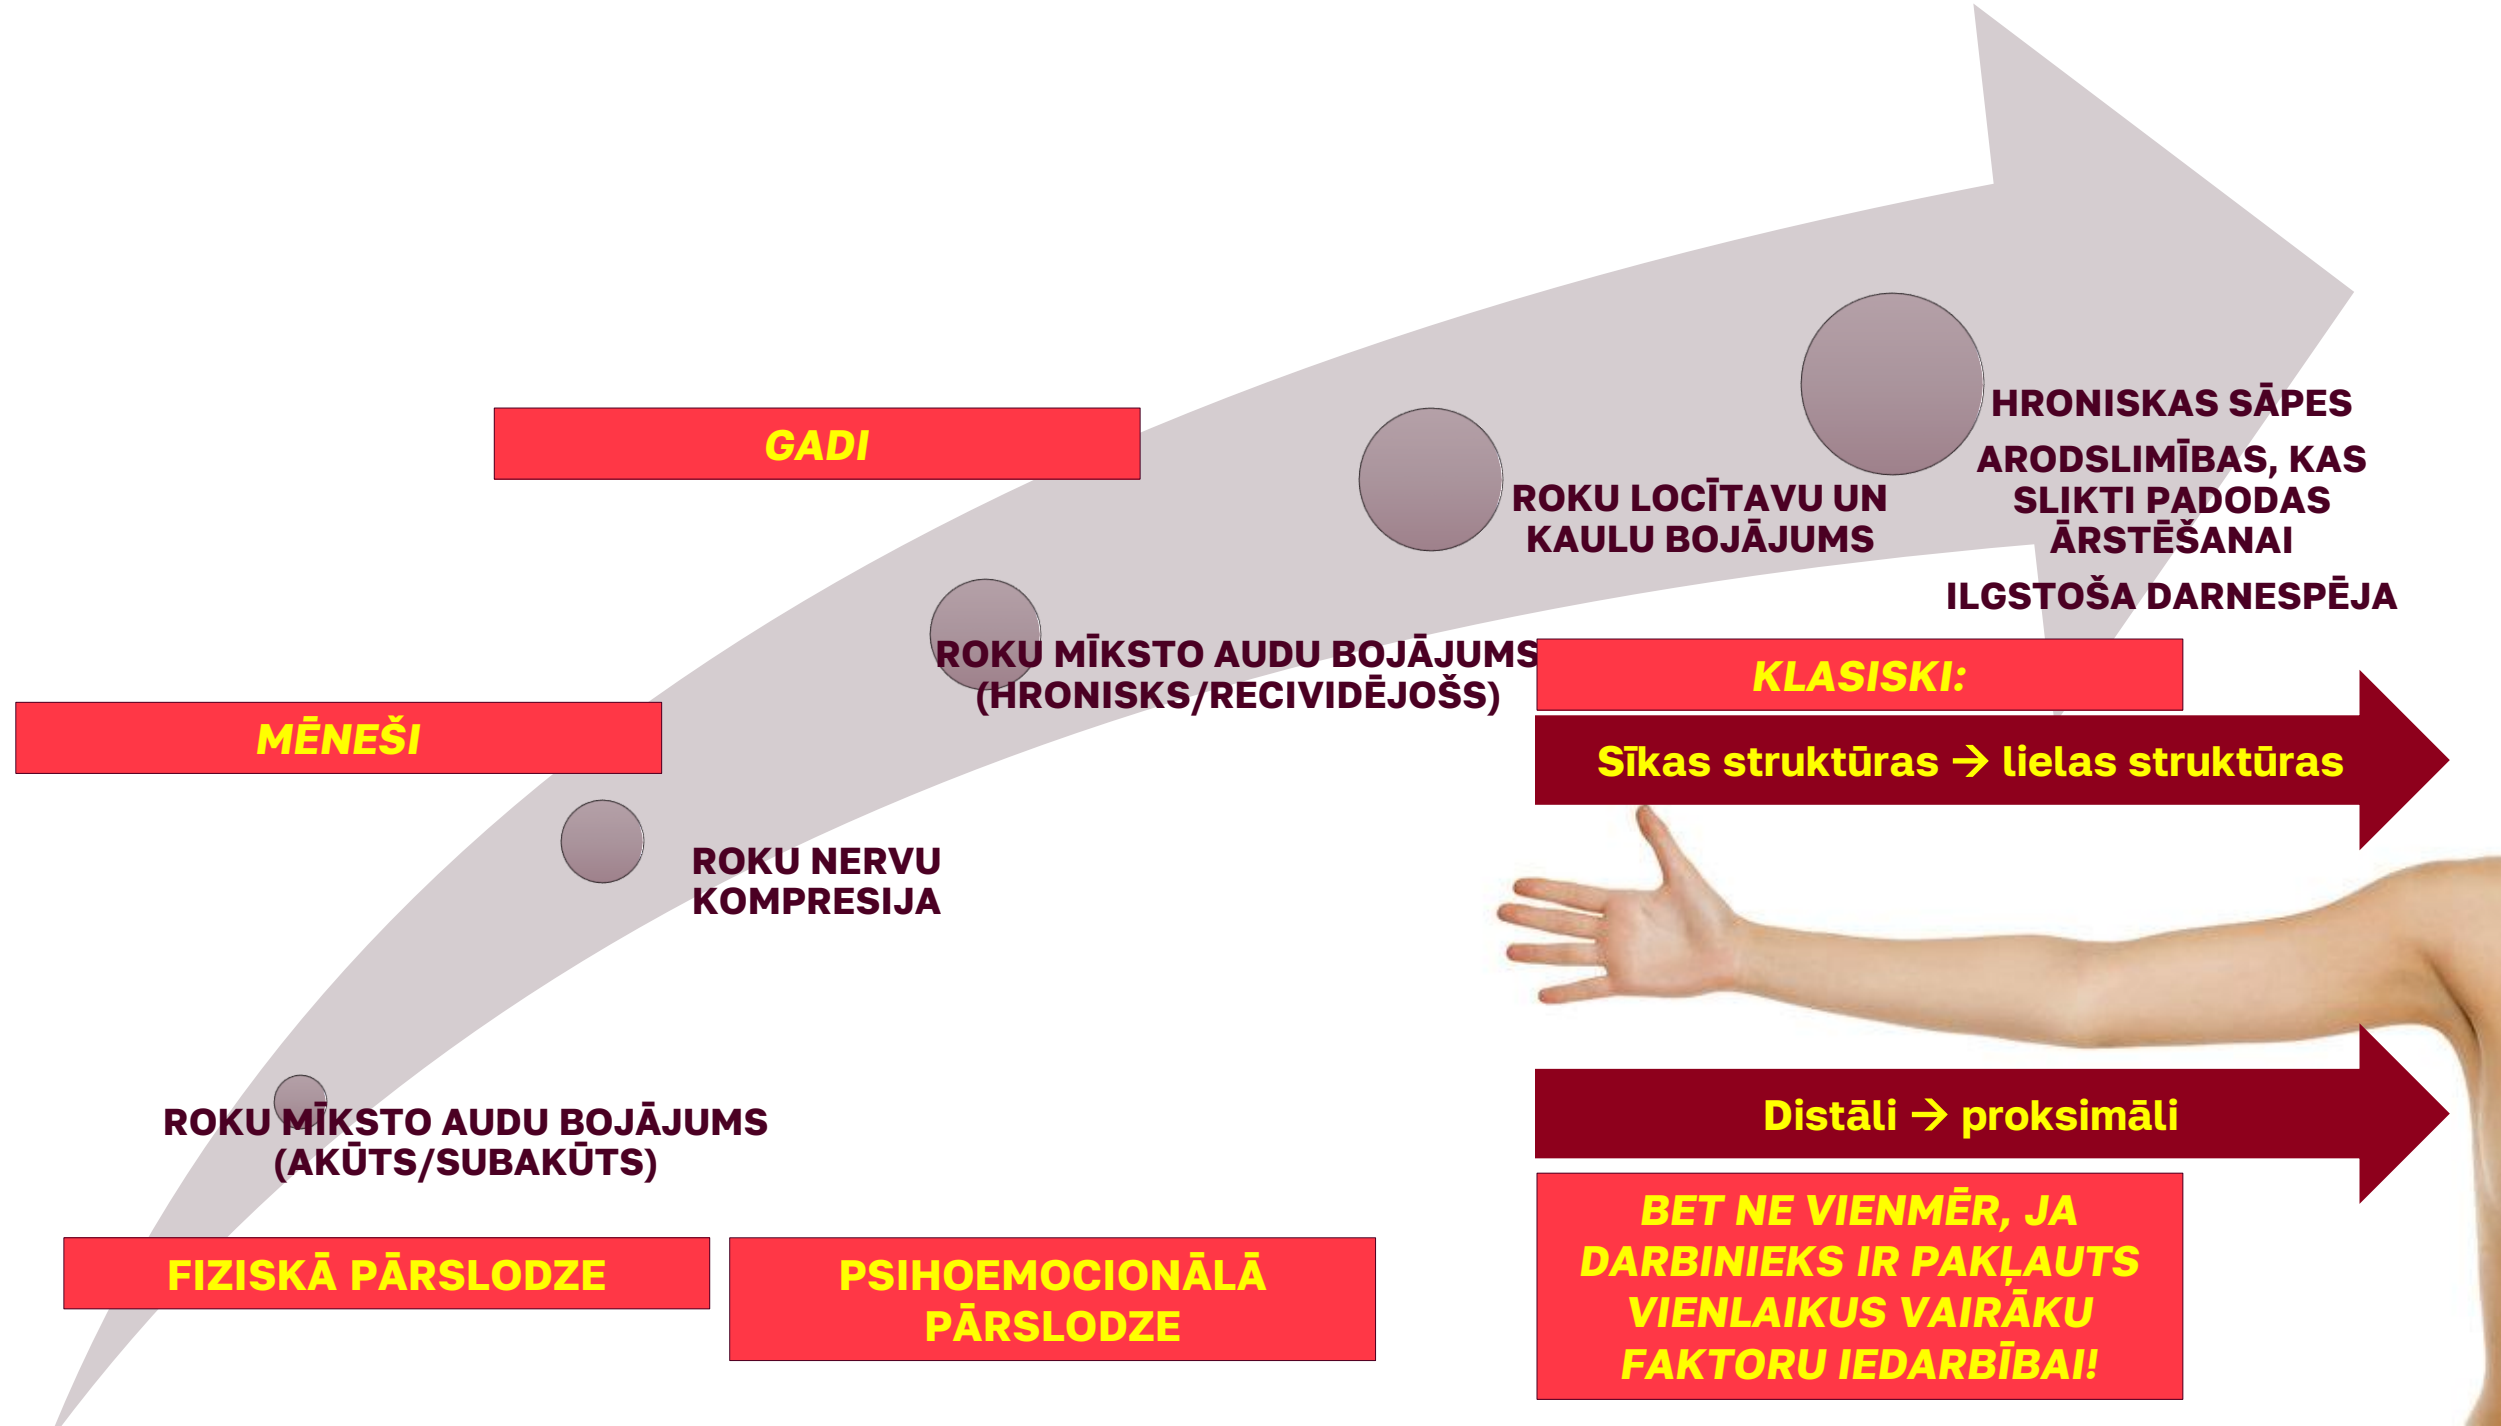 GADI
HRONISKAS SĀPES
ARODSLIMĪBAS, KAS
SLIKTI PADODAS
ĀRSTĒŠANAI
ILGSTOŠA DARNESPĒJA
ROKU LOCĪTAVU UN
KAULU BOJĀJUMS
ROKU MĪKSTO AUDU BOJĀJUMS
(HRONISKS/RECIVIDĒJOŠS)
MĒNEŠI
ROKU NERVU
KOMPRESIJA
ROKU MĪKSTO AUDU BOJĀJUMS
(AKŪTS/SUBAKŪTS)
FIZISKĀ PĀRSLODZE
PSIHOEMOCIONĀLĀ
PĀRSLODZE
KLASISKI:
Sīkas struktūras → lielas struktūras
Distāli → proksimāli
BET NE VIENMĒR, JA
DARBINIEKS IR PAKĻAUTS
VIENLAIKUS VAIRĀKU
FAKTORU IEDARBĪBAI!